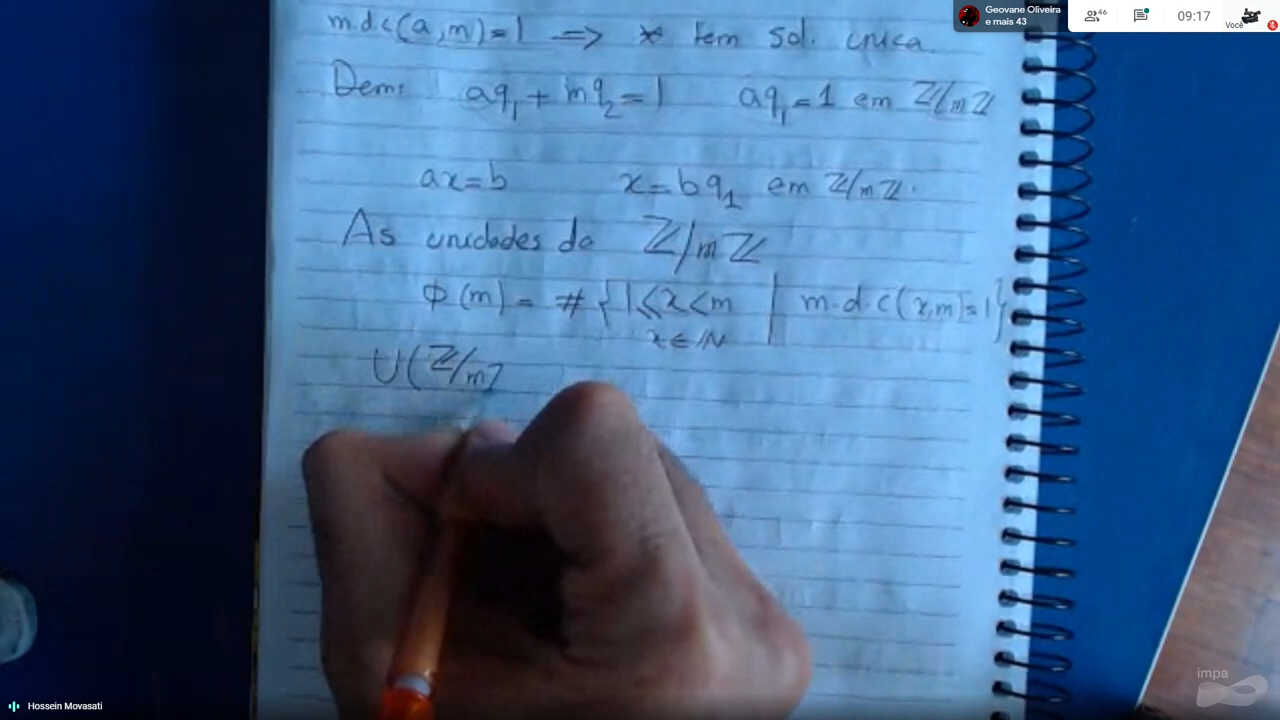 Geovane Oliveira
e mais 43
46
09:17
Você
m.d.c(a,m)=1 => * tem sol. única
Dem: aq₁ + mq₂ = 1 aq₁ = 1 em ℤ/mℤ
ax=b x=bq₁ em ℤ/mℤ.
As unidades de ℤ/mℤ
Φ(m) = # {1≤x<m | m.d.c(x,m)=1}
x∈ℕ
U(ℤ/m
impa
Hossein Movasati